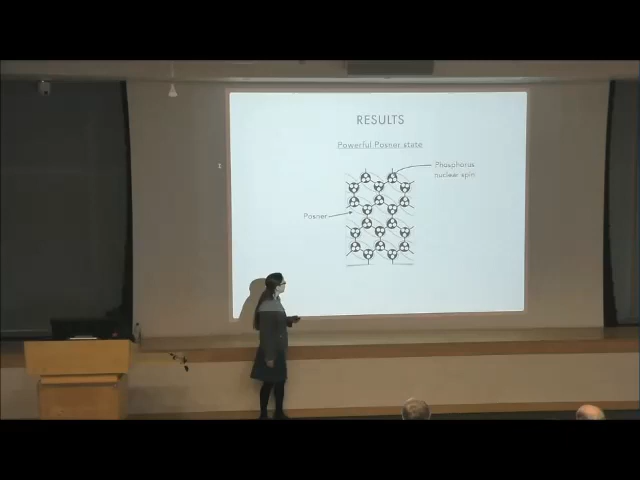 RESULTS
Powerful Posner state
Phosphorus
nuclear spin
Posner